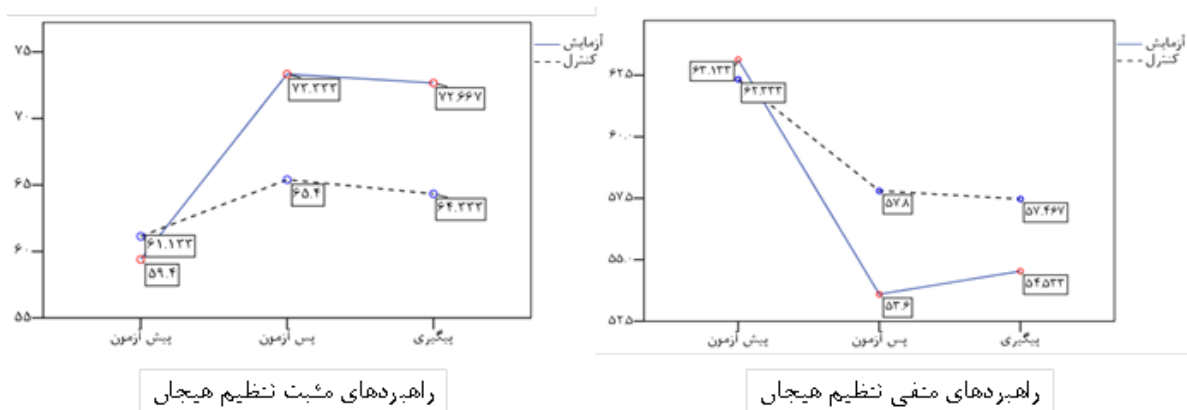 ۷۵
۷۰
۶۵
۶۰
۵۵
۷۳.۳۳۳
۷۲.۶۶۷
۶۵.۴
۶۴.۳۳۳
۶۱.۱۳۳
۵۹.۴
پیش آزمون
پس آزمون
پیگیری
آزمایش
کنترل
راهبردهای مثبت تنظیم هیجان
۶۲.۵
۶۰.۰
۵۷.۵
۵۵.۰
۵۲.۵
۶۳.۱۳۳
۶۲.۳۳۳
۵۷.۸
۵۷.۴۶۷
۵۳.۶
۵۴.۵۳۳
پیش آزمون
پس آزمون
پیگیری
آزمایش
کنترل
راهبردهای منفی تنظیم هیجان